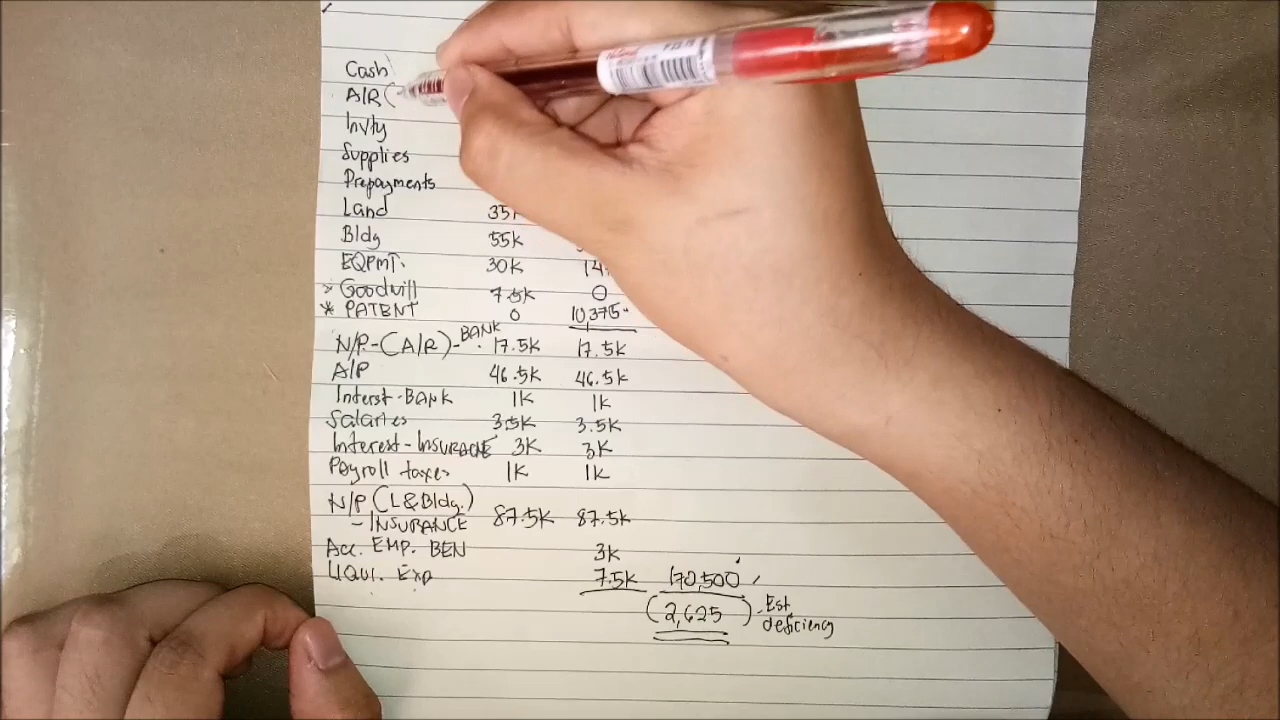 Cash
A/R (
Invty
Supplies
Prepayments
Land 35
Bldg 55k
EQPMT. 30k 14
* Goodwill 7.5k 0
* PATENT 0 10,375
N/P-(A/R)-BANK 17.5k 17.5k
A/P 46.5k 46.5k
Interst-BANK 1k 1k
Salaries 3.5k 3.5k
Interest-INSURANCE 3k 3k
Payroll taxes 1k 1k
N/P (L&Bldg.)
- INSURANCE 87.5k 87.5k
Acc. EMP. BEN 3k
LIQUI. Exp 7.5k 170,500
(2,625) - Est
deficiency